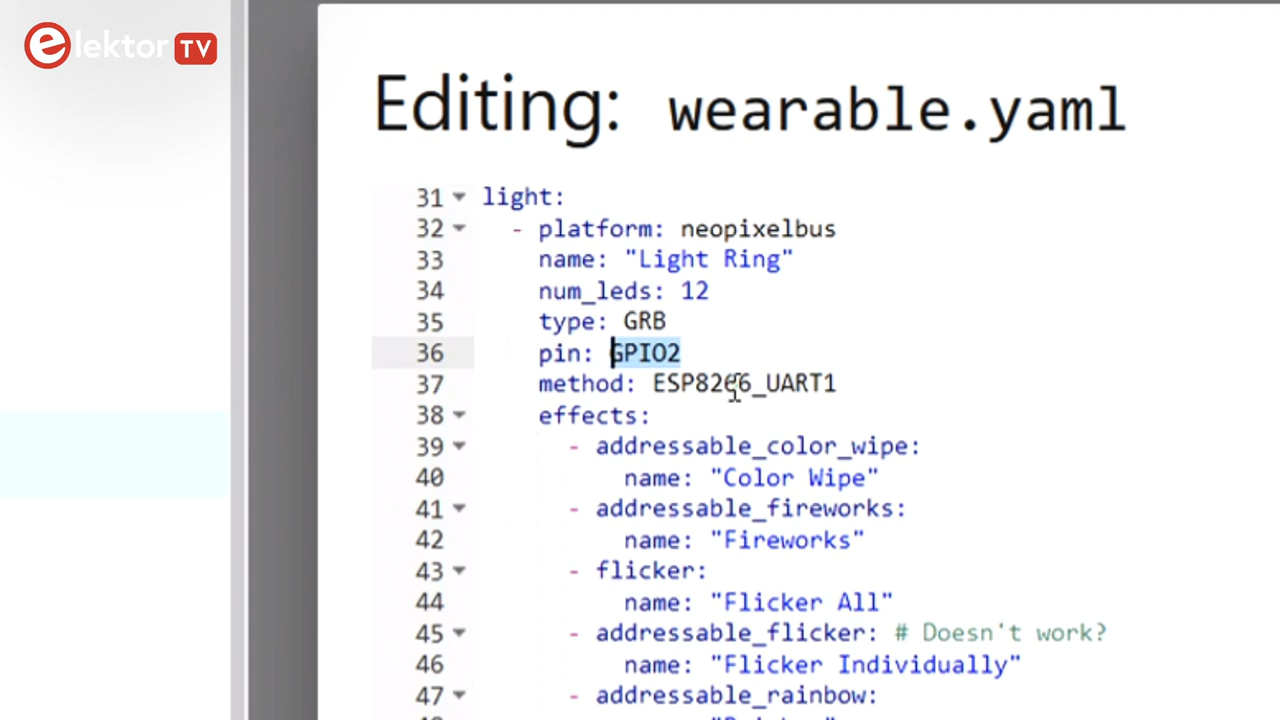 elektor TV
Editing: wearable.yaml
31 light:
32 - platform: neopixelbus
33 name: "Light Ring"
34 num_leds: 12
35 type: GRB
36 pin: GPIO2
37 method: ESP8266_UART1
38 effects:
39 - addressable_color_wipe:
40 name: "Color Wipe"
41 - addressable_fireworks:
42 name: "Fireworks"
43 - flicker:
44 name: "Flicker All"
45 - addressable_flicker: # Doesn't work?
46 name: "Flicker Individually"
47 - addressable_rainbow: